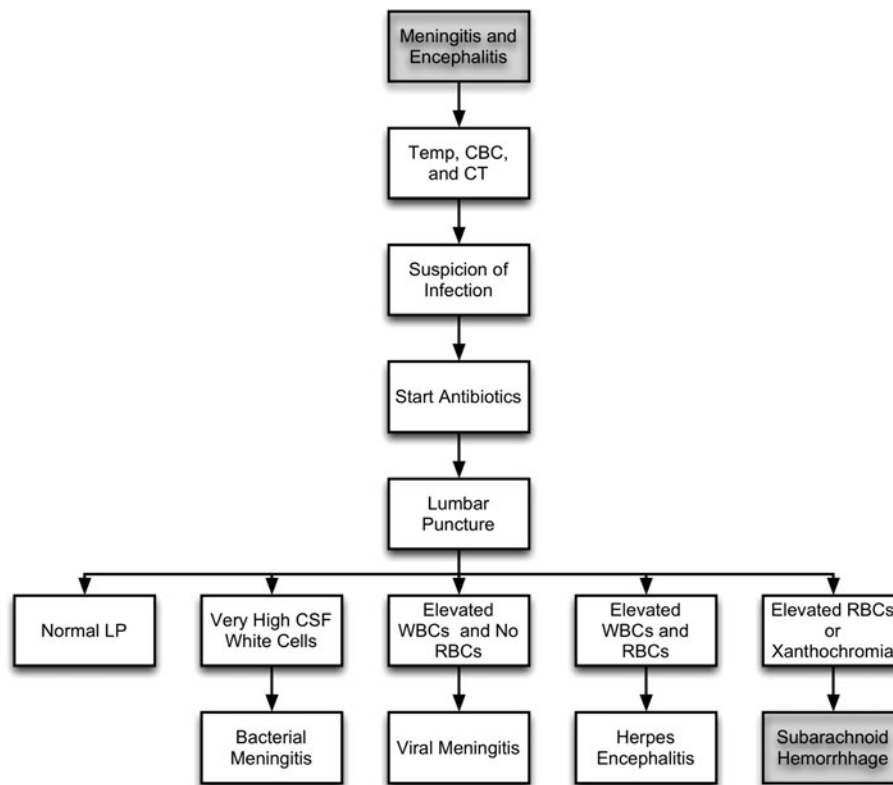 Meningitis and
Encephalitis
Temp, CBC,
and CT
Suspicion of
Infection
Start Antibiotics
Lumbar
Puncture
Normal LP
Very High CSF
White Cells
Elevated
WBCs and No
RBCs
Elevated
WBCs and
RBCs
Elevated RBCs
or
Xanthochromia
Bacterial
Meningitis
Viral Meningitis
Herpes
Encephalitis
Subarachnoid
Hemorrhhage